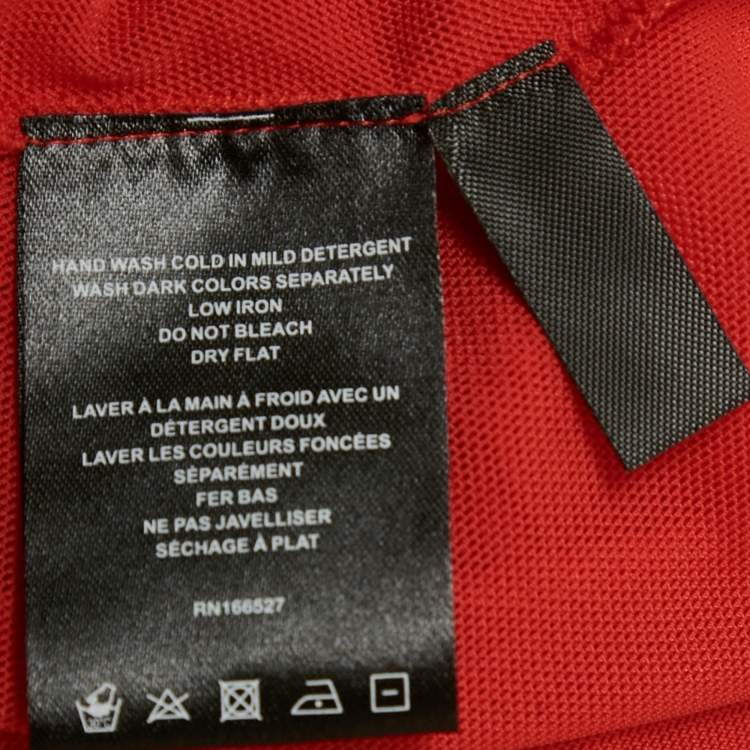 HAND WASH COLD IN MILD DETERGENT
WASH DARK COLORS SEPARATELY
LOW IRON
DO NOT BLEACH
DRY FLAT
LAVER À LA MAIN À FROID AVEC UN
DÉTERGENT DOUX
LAVER LES COULEURS FONCÉES
SÉPARÉMENT
FER BAS
NE PAS JAVELLISER
SÉCHAGE À PLAT
RN166527
30°C